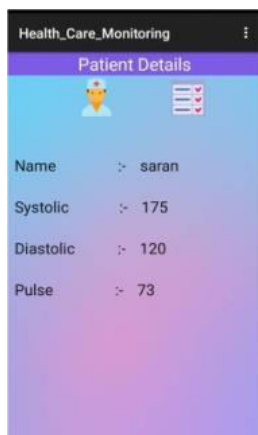 Health_Care_Monitoring
Patient Details
Name :- saran
Systolic :- 175
Diastolic :- 120
Pulse :- 73